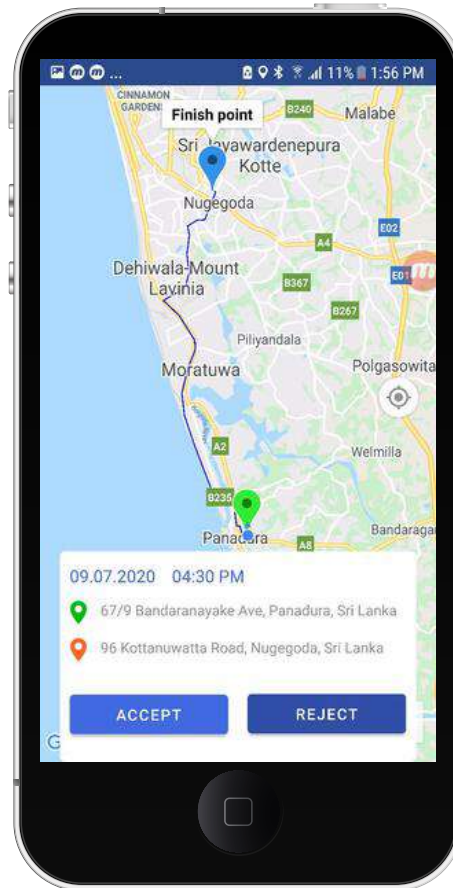 ... 11% 1:56 PM
CINNAMON
GARDENS
Finish point
B240
Malabe
Sri Jayawardenepura
Kotte
Nugegoda
E02
A4
Dehiwala-Mount
Lavinia
B367
E01
B267
Piliyandala
Moratuwa
Polgasowita
A2
Welmilla
B235
Panadura
A8
Bandaraga
09.07.2020 04:30 PM
67/9 Bandaranayake Ave, Panadura, Sri Lanka
96 Kottanuwatta Road, Nugegoda, Sri Lanka
ACCEPT REJECT
G